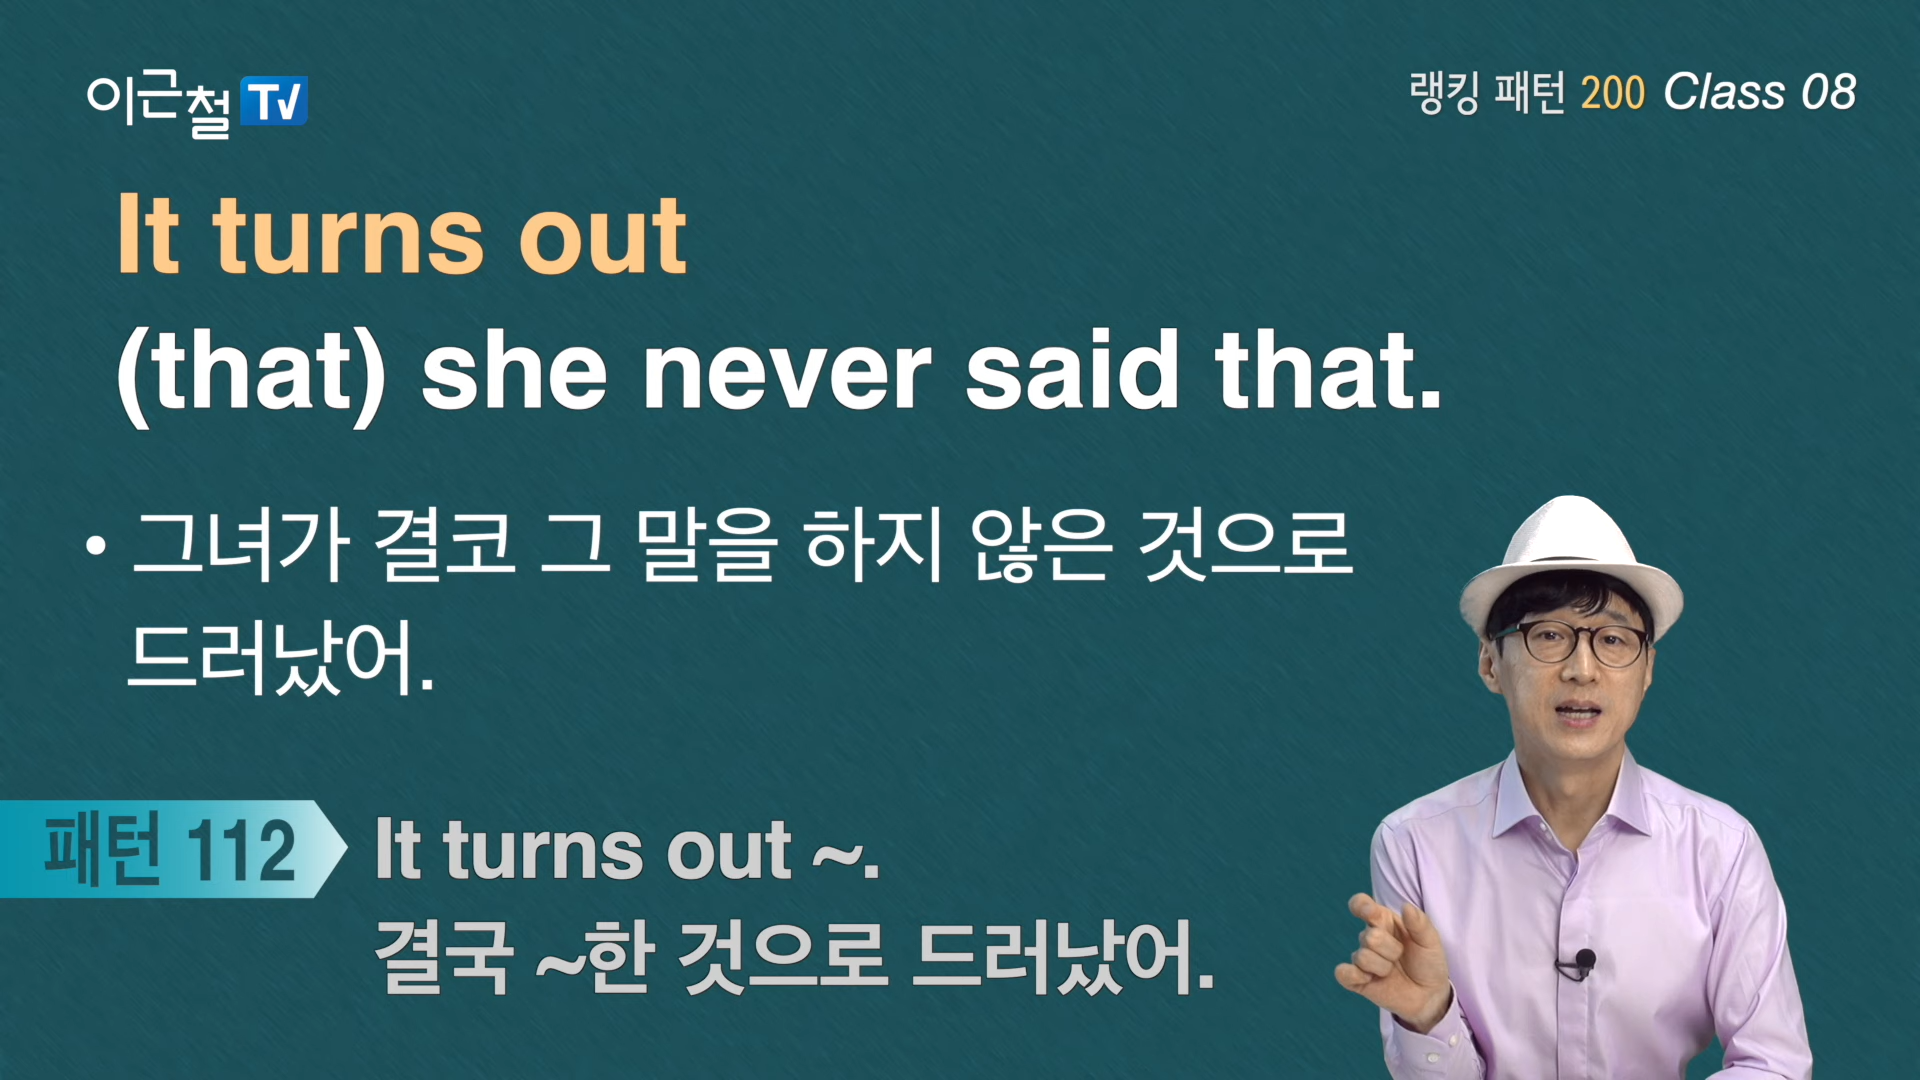 이근철 TV
랭킹 패턴 200 Class 08
It turns out
(that) she never said that.
• 그녀가 결코 그 말을 하지 않은 것으로
드러났어.
패턴 112
It turns out ~.
결국 ~한 것으로 드러났어.